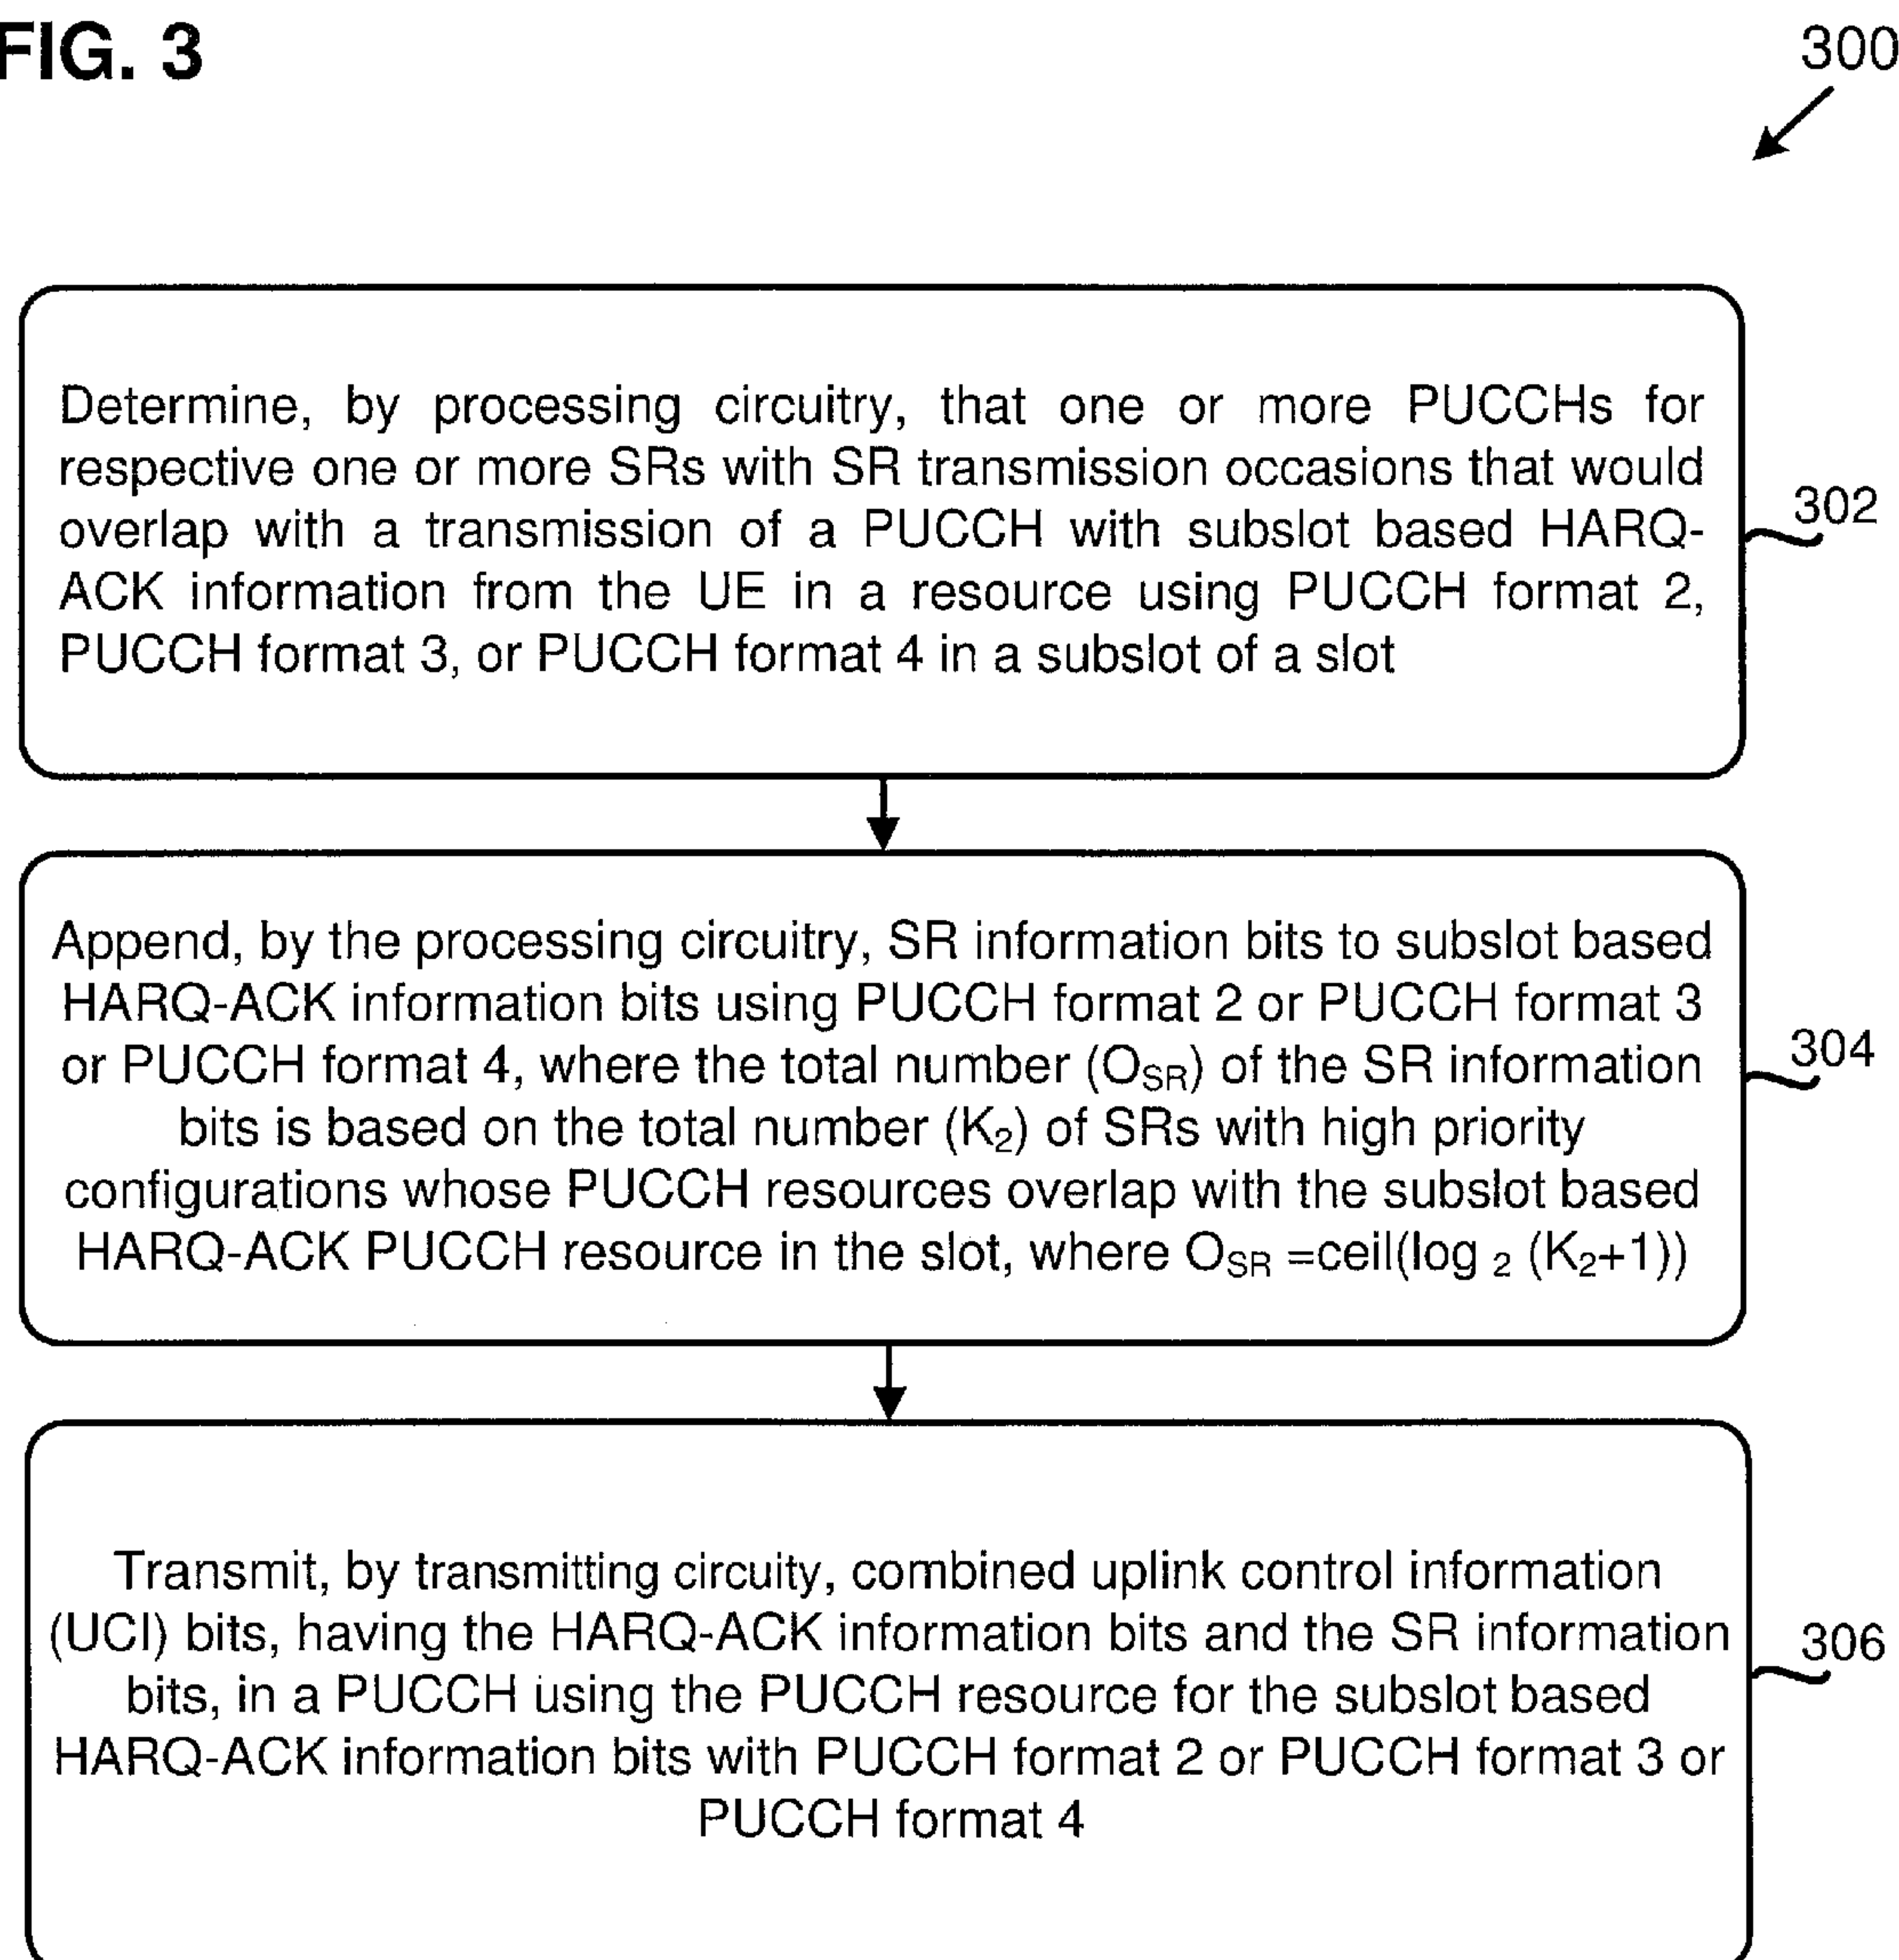 FIG. 3
300
Determine, by processing circuitry, that one or more PUCCHs for
respective one or more SRs with SR transmission occasions that would
overlap with a transmission of a PUCCH with subslot based HARQ-
ACK information from the UE in a resource using PUCCH format 2,
PUCCH format 3, or PUCCH format 4 in a subslot of a slot
302
Append, by the processing circuitry, SR information bits to subslot based
HARQ-ACK information bits using PUCCH format 2 or PUCCH format 3
or PUCCH format 4, where the total number (O_SR) of the SR information
bits is based on the total number (K₂) of SRs with high priority
configurations whose PUCCH resources overlap with the subslot based
HARQ-ACK PUCCH resource in the slot, where O_SR =ceil(log ₂ (K₂+1))
304
Transmit, by transmitting circuity, combined uplink control information
(UCI) bits, having the HARQ-ACK information bits and the SR information
bits, in a PUCCH using the PUCCH resource for the subslot based
HARQ-ACK information bits with PUCCH format 2 or PUCCH format 3 or
PUCCH format 4
306